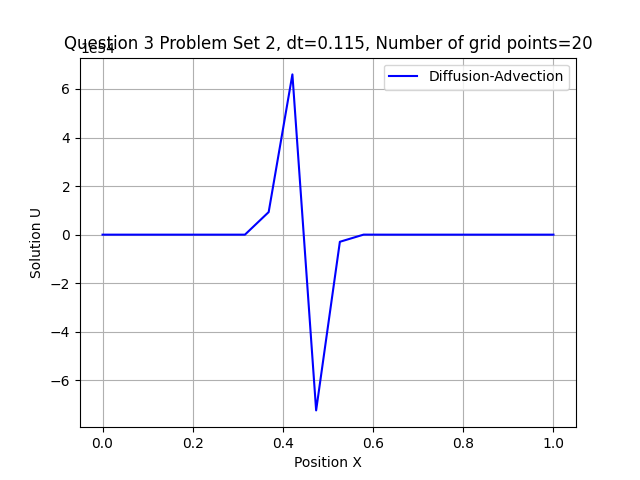 Question 3 Problem Set 2, dt=0.115, Number of grid points=20
Diffusion-Advection
6
4
2
0
−2
−4
−6
Solution U
0.0 0.2 0.4 0.6 0.8 1.0
Position X